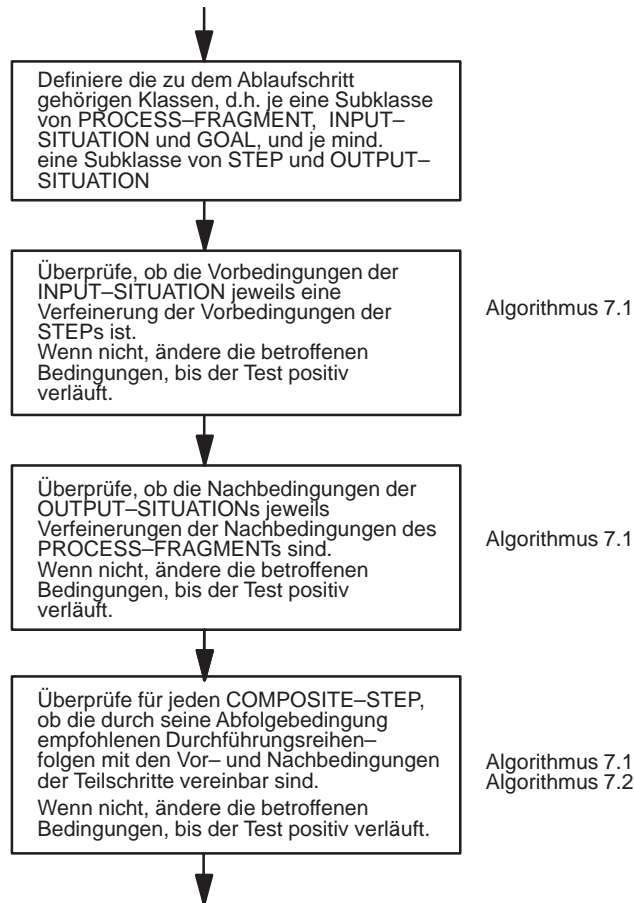 Definiere die zu dem Ablaufschritt
gehörigen Klassen, d.h. je eine Subklasse
von PROCESS–FRAGMENT, INPUT–
SITUATION und GOAL, und je mind.
eine Subklasse von STEP und OUTPUT–
SITUATION
Überprüfe, ob die Vorbedingungen der
INPUT–SITUATION jeweils eine
Verfeinerung der Vorbedingungen der
STEPs ist.
Wenn nicht, ändere die betroffenen
Bedingungen, bis der Test positiv
verläuft.
Algorithmus 7.1
Überprüfe, ob die Nachbedingungen der
OUTPUT–SITUATIONs jeweils
Verfeinerungen der Nachbedingungen des
PROCESS–FRAGMENTs sind.
Wenn nicht, ändere die betroffenen
Bedingungen, bis der Test positiv
verläuft.
Algorithmus 7.1
Überprüfe für jeden COMPOSITE–STEP,
ob die durch seine Abfolgebedingung
empfohlenen Durchführungsreihen–
folgen mit den Vor– und Nachbedingungen
der Teilschritte vereinbar sind.
Wenn nicht, ändere die betroffenen
Bedingungen, bis der Test positiv verläuft.
Algorithmus 7.1
Algorithmus 7.2